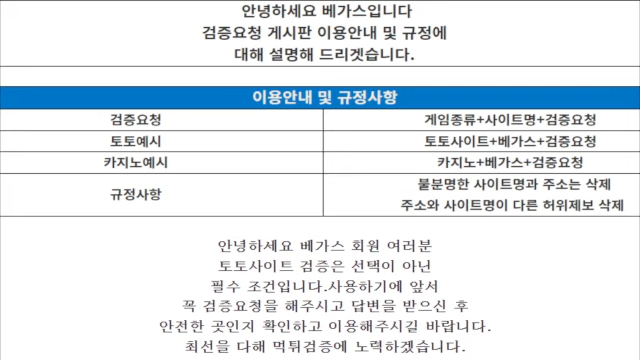 안녕하세요 베가스입니다
검증요청 게시판 이용안내 및 규정에
대해 설명해 드리겟습니다.
이용안내 및 규정사항
검증요청 게임종류+사이트명+검증요청
토토예시 토토사이트+베가스+검증요청
카지노예시 카지노+베가스+검증요청
규정사항 불분명한 사이트명과 주소는 삭제
주소와 사이트명이 다른 허위제보 삭제
안녕하세요 베가스 회원 여러분
토토사이트 검증은 선택이 아닌
필수 조건입니다.사용하기에 앞서
꼭 검증요청을 해주시고 답변을 받으신 후
안전한 곳인지 확인하고 이용해주시길 바랍니다.
최선을 다해 먹튀검증에 노력하겠습니다.